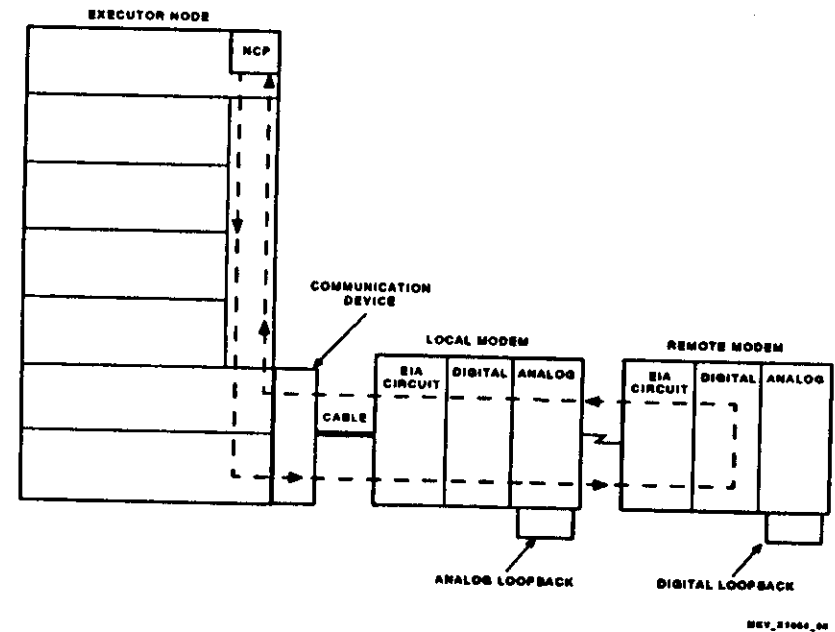 EXECUTOR NODE
NCP
COMMUNICATION
DEVICE
LOCAL MODEM
REMOTE MODEM
EIA
CIRCUIT
DIGITAL
ANALOG
EIA
CIRCUIT
DIGITAL
ANALOG
CABLE
ANALOG LOOPBACK
DIGITAL LOOPBACK